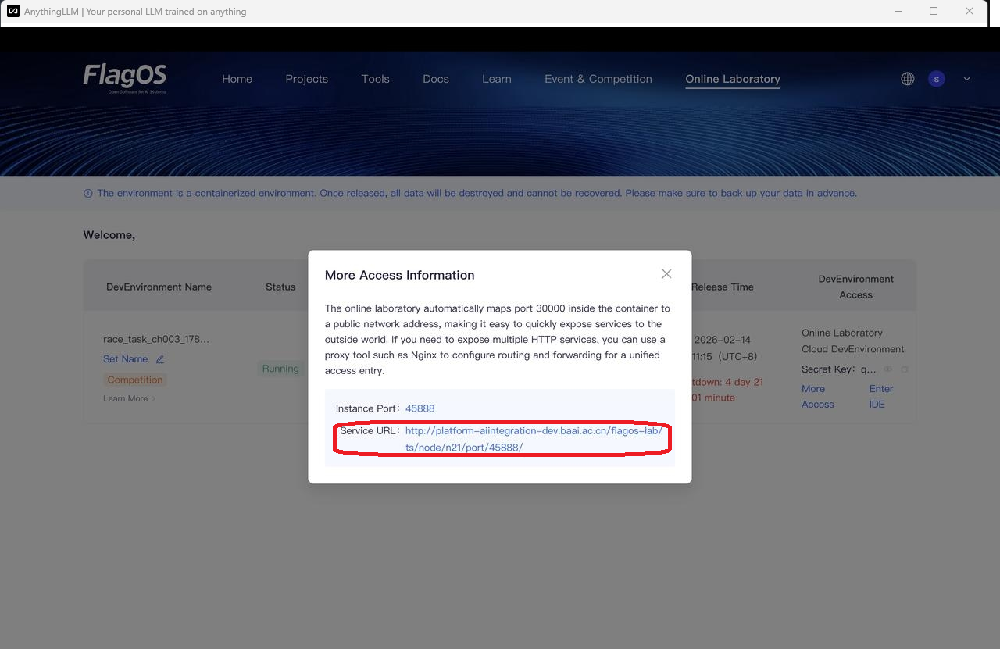 AnythingLLM | Your personal LLM trained on anything
FlagOS
Open Software for AI Systems
Home Projects Tools Docs Learn Event & Competition Online Laboratory
s
The environment is a containerized environment. Once released, all data will be destroyed and cannot be recovered. Please make sure to back up your data in advance.
Welcome,
DevEnvironment Name Status Release Time DevEnvironment
Access
race_task_ch003_178...
Set Name
Competition
Learn More >
Running
2026-02-14
11:15 (UTC+8)
tdown: 4 day 21
01 minute
Online Laboratory
Cloud DevEnvironment
Secret Key: q...
More Enter
Access IDE
More Access Information
The online laboratory automatically maps port 30000 inside the container to
a public network address, making it easy to quickly expose services to the
outside world. If you need to expose multiple HTTP services, you can use a
proxy tool such as Nginx to configure routing and forwarding for a unified
access entry.
Instance Port: 45888
Service URL: http://platform-aiintegration-dev.baai.ac.cn/flagos-lab/
ts/node/n21/port/45888/